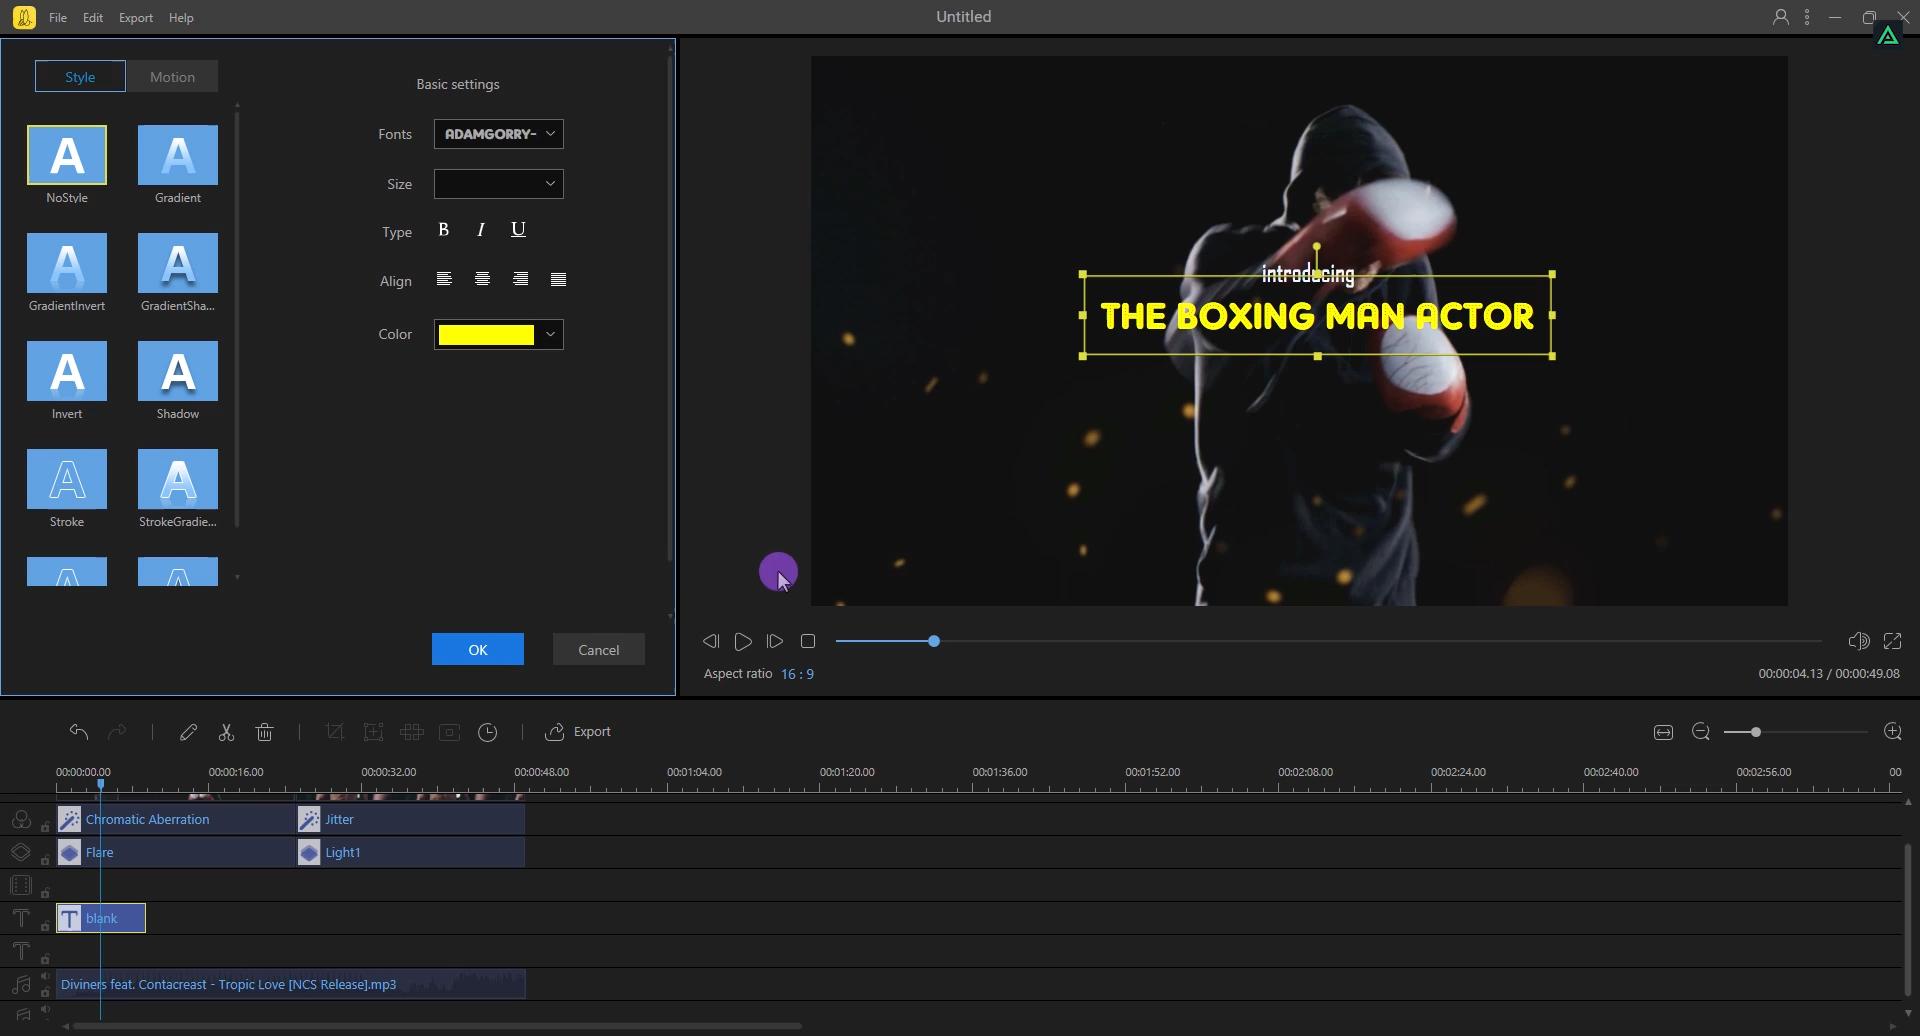 File Edit Export Help
Untitled
Style Motion
Basic settings
Fonts ADAMGORRY-
Size
Type B I U
Align
Color
A A
NoStyle Gradient
A A
GradientInvert GradientSha...
A A
Invert Shadow
A A
Stroke StrokeGradie...
A A
OK Cancel
introducing
THE BOXING MAN ACTOR
Aspect ratio 16 : 9
00:00:04.13 / 00:00:49.08
Export
00:00:00.00 00:00:16.00 00:00:32.00 00:00:48.00 00:01:04.00 00:01:20.00 00:01:36.00 00:01:52.00 00:02:08.00 00:02:24.00 00:02:40.00 00:02:56.00 00
Chromatic Aberration Jitter
Flare Light1
T T blank
T
Diviners feat. Contacreast - Tropic Love [NCS Release].mp3